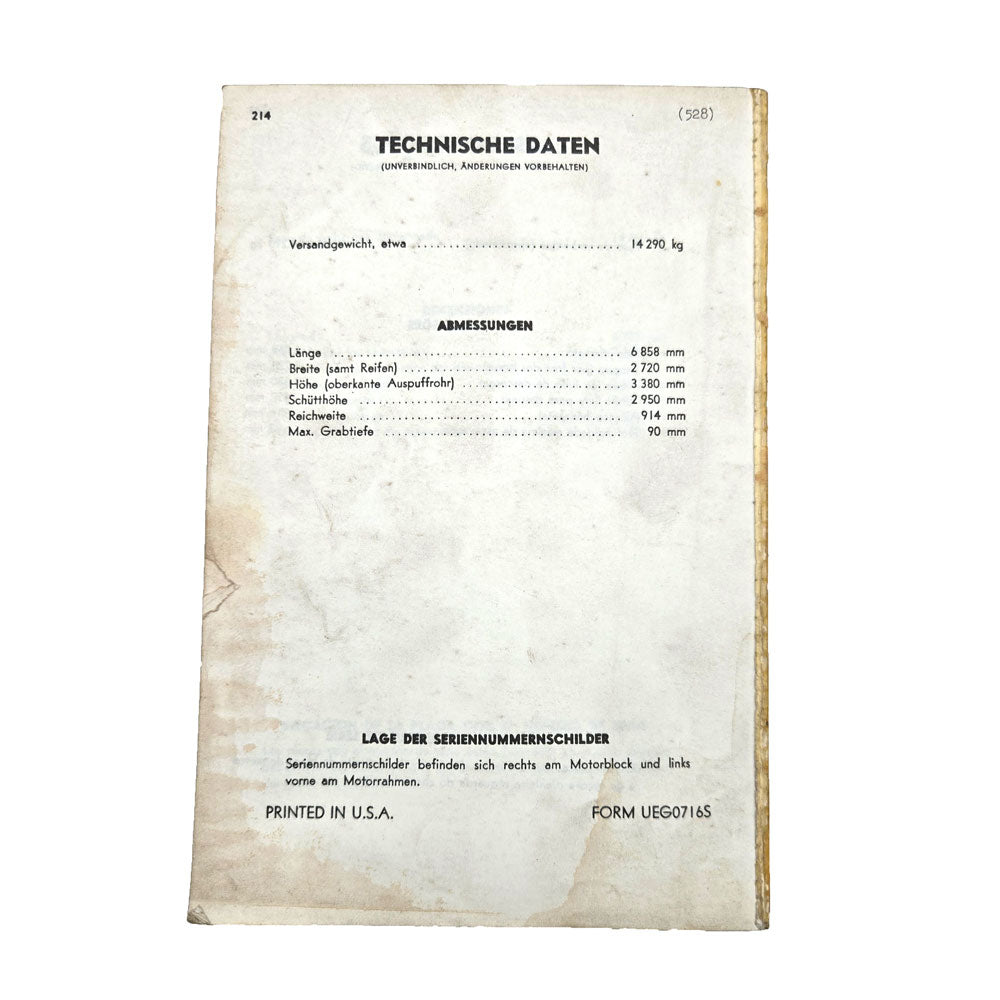 214
(528)
TECHNISCHE DATEN
(UNVERBINDLICH, ÄNDERUNGEN VORBEHALTEN)
Versandgewicht, etwa ................................ 14 290 kg
ABMESSUNGEN
Länge ............................................. 6 858 mm
Breite (samt Reifen) .................................. 2 720 mm
Höhe (oberkante Auspuffrohr) ......................... 3 380 mm
Schütthöhe ......................................... 2 950 mm
Reichweite ........................................... 914 mm
Max. Grabtiefe ..................................... 90 mm
LAGE DER SERIENNUMMERNSCHILDER
Seriennummernschilder befinden sich rechts am Motorblock und links
vorne am Motorrahmen.
PRINTED IN U.S.A. FORM UEG0716S